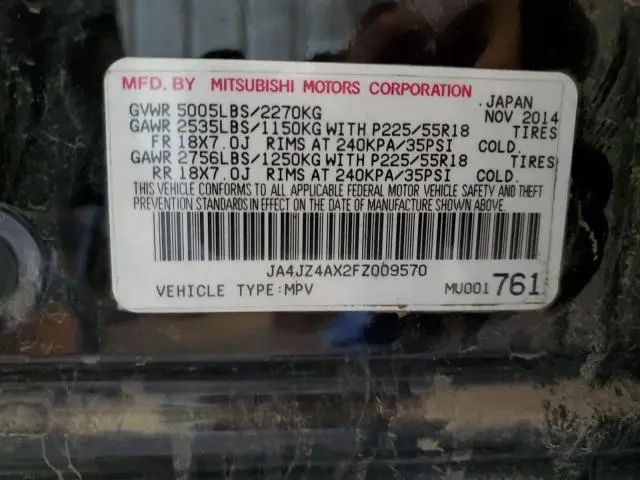 MFD. BY MITSUBISHI MOTORS CORPORATION
GVWR 5005LBS/2270KG JAPAN NOV 2014
GAWR 2535LBS/1150KG WITH P225/55R18 TIRES
FR 18X7.0J RIMS AT 240KPA/35PSI COLD.
GAWR 2756LBS/1250KG WITH P225/55R18 TIRES
RR 18X7.0J RIMS AT 240KPA/35PSI COLD.
THIS VEHICLE CONFORMS TO ALL APPLICABLE FEDERAL MOTOR VEHICLE SAFETY AND THEFT
PREVENTION STANDARDS IN EFFECT ON THE DATE OF MANUFACTURE SHOWN ABOVE.
JA4JZ4AX2FZ009570
VEHICLE TYPE:MPV MU001761